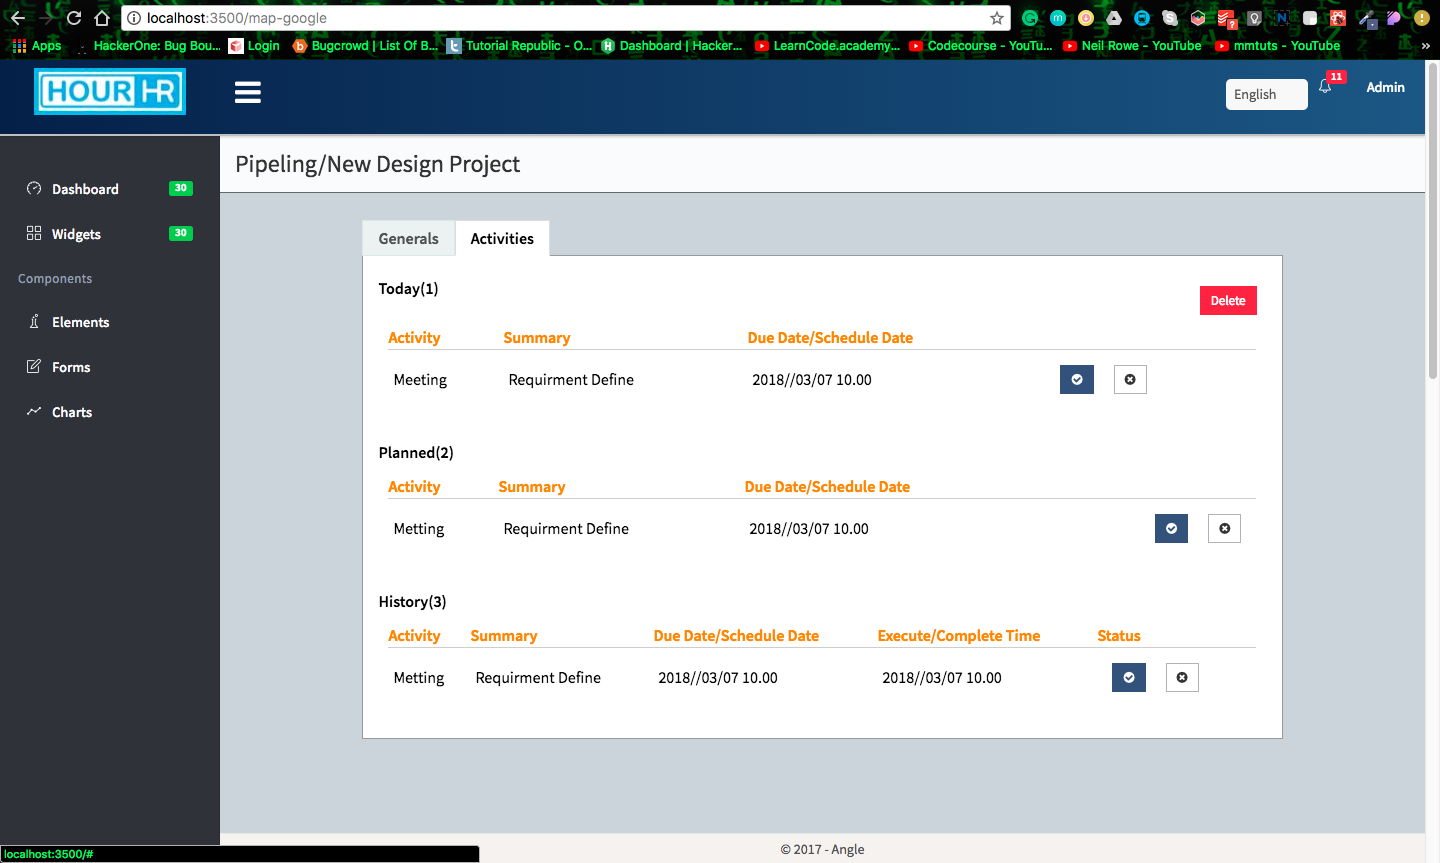 localhost:3500/map-google
Apps HackerOne: Bug Bou... Login Bugcrowd | List Of B... Tutorial Republic - O... Dashboard | Hacker... LearnCode.academy... Codecourse - YouTu... Neil Rowe - YouTube mmtuts - YouTube »
HOUR HR
English
11
Admin
Pipeling/New Design Project
Dashboard 30
Widgets 30
Components
Elements
Forms
Charts
Generals Activities
Today(1)
Delete
Activity Summary Due Date/Schedule Date
Meeting Requirment Define 2018//03/07 10.00
Planned(2)
Activity Summary Due Date/Schedule Date
Metting Requirment Define 2018//03/07 10.00
History(3)
Activity Summary Due Date/Schedule Date Execute/Complete Time Status
Metting Requirment Define 2018//03/07 10.00 2018//03/07 10.00
© 2017 - Angle
localhost:3500/#